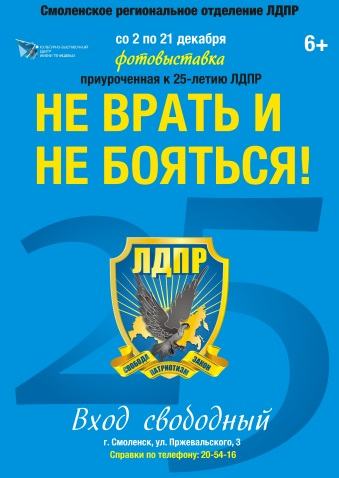 Смоленское региональное отделение ЛДПР
со 2 по 21 декабря
6+
КУЛЬТУРНО-ВЫСТАВОЧНЫЙ
ЦЕНТР
ИМЕНИ ТЕНИШЕВЫХ
фотовыставка
приуроченная к 25-летию ЛДПР
НЕ ВРАТЬ И
НЕ БОЯТЬСЯ!
25
ЛДПР
СВОБОДА
ПАТРИОТИЗМ
ЗАКОН
Вход свободный
г. Смоленск, ул. Пржевальского, 3
Справки по телефону: 20-54-16